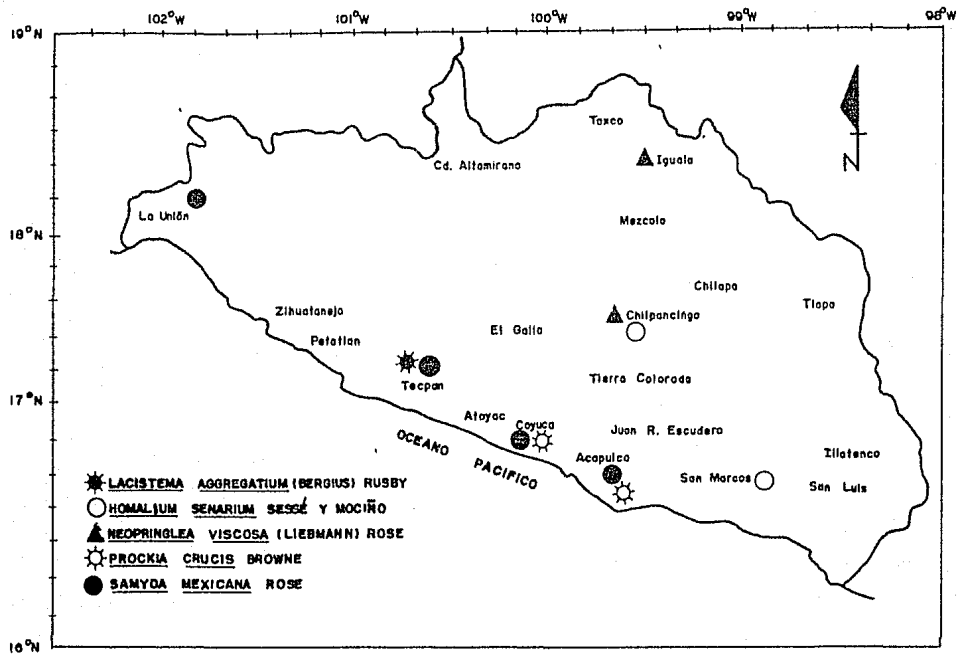 102°W 101°W 100°W 99°W 98°W
19°N
Taxco
Cd. Altamirano
Iguala
N
La Unión
Mezcala
18°N
Chilapa
Tlapa
Zihuatanejo
Chilpancingo
El Gallo
Petatlan
Tecpan
Tierra Colorada
17°N
Atoyac
Coyuca
Juan R. Escudero
OCEANO PACIFICO
Acapulco
Illatenco
San Marcos
San Luis
LACISTEMA AGGREGATIUM (BERGIUS) RUSBY
HOMALIUM SENARIUM SESSÉ Y MOCIÑO
NEOPRINGLEA VISCOSA (LIEBMANN) ROSE
PROCKIA CRUCIS BROWNE
SAMYDA MEXICANA ROSE
16°N